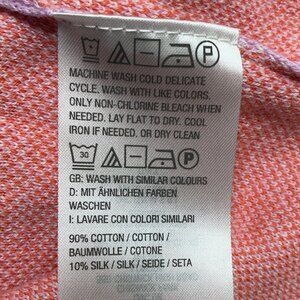 P
MACHINE WASH COLD DELICATE
CYCLE. WASH WITH LIKE COLORS.
ONLY NON-CHLORINE BLEACH WHEN
NEEDED. LAY FLAT TO DRY. COOL
IRON IF NEEDED. OR DRY CLEAN
30 P
GB: WASH WITH SIMILAR COLOURS
D: MIT ÄHNLICHEN FARBEN
WASCHEN
I: LAVARE CON COLORI SIMILARI
90% COTTON / COTTON /
BAUMWOLLE / COTONE
10% SILK / SILK / SEIDE / SETA